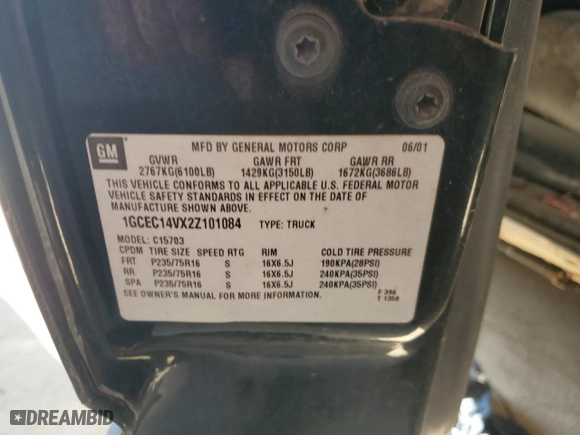 GM
MFD BY GENERAL MOTORS CORP 06/01
GVWR GAWR FRT GAWR RR
2767KG(6100LB) 1429KG(3150LB) 1672KG(3686LB)
THIS VEHICLE CONFORMS TO ALL APPLICABLE U.S. FEDERAL MOTOR
VEHICLE SAFETY STANDARDS IN EFFECT ON THE DATE OF
MANUFACTURE SHOWN ABOVE.
1GCEC14VX2Z101084 TYPE: TRUCK
MODEL: C15703
CPDM TIRE SIZE SPEED RTG RIM COLD TIRE PRESSURE
FRT P235/75R16 S 16X6.5J 190KPA(28PSI)
RR P235/75R16 S 16X6.5J 240KPA(35PSI)
SPA P235/75R16 S 16X6.5J 240KPA(35PSI)
SEE OWNER'S MANUAL FOR MORE INFORMATION.
F 396
T 1358
DREAMBID